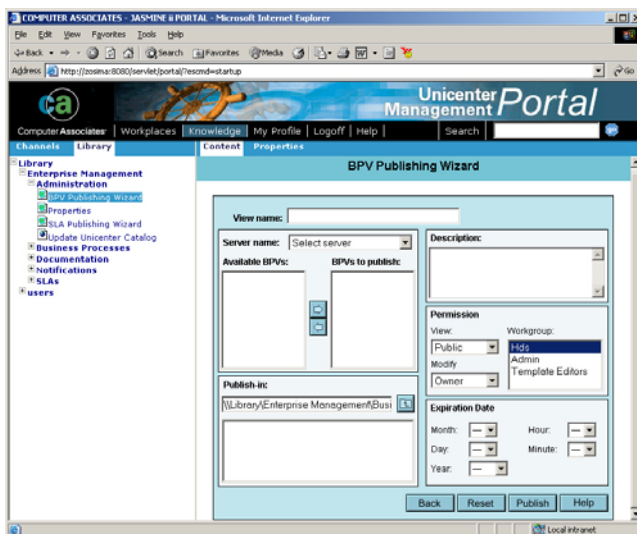 COMPUTER ASSOCIATES - JASMINE ii PORTAL - Microsoft Internet Explorer
File Edit View Favorites Tools Help
Back Search Favorites Media
Address http://zosima:8080/servlet/portal/?escmd=startup Go
ca Unicenter Management Portal
Computer Associates Workplaces | Knowledge | My Profile | Logoff | Help | Search
Channels Library Content Properties
BPV Publishing Wizard
Library
Enterprise Management
Administration
BPV Publishing Wizard
Properties
SLA Publishing Wizard
Update Unicenter Catalog
Business Processes
Documentation
Notifications
SLAs
users
View name:
Server name: Select server
Available BPVs: BPVs to publish:
Publish-in:
\\Library\Enterprise Management\Busi
Description:
Permission
View: Workgroup:
Public Hds
Modify Admin
Owner Template Editors
Expiration Date
Month: --- Hour: ---
Day: --- Minute: ---
Year: ---
Back Reset Publish Help
Local intranet